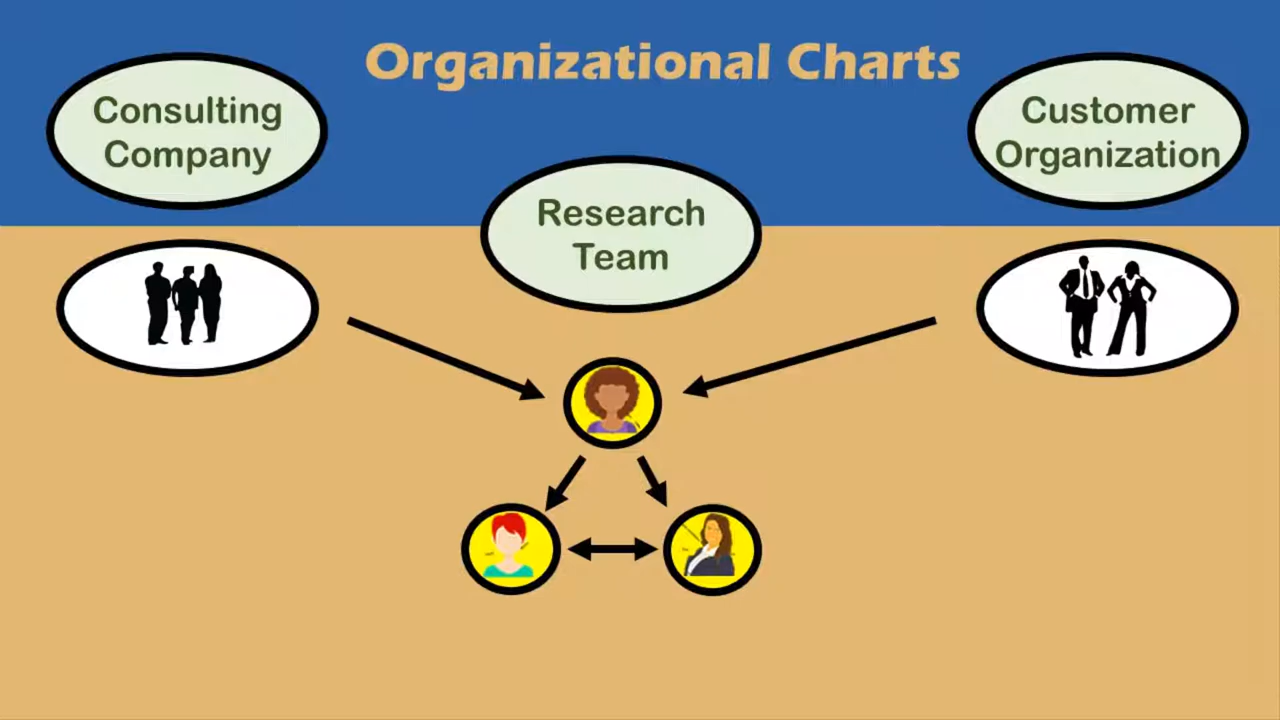 Organizational Charts
Consulting
Company
Customer
Organization
Research
Team